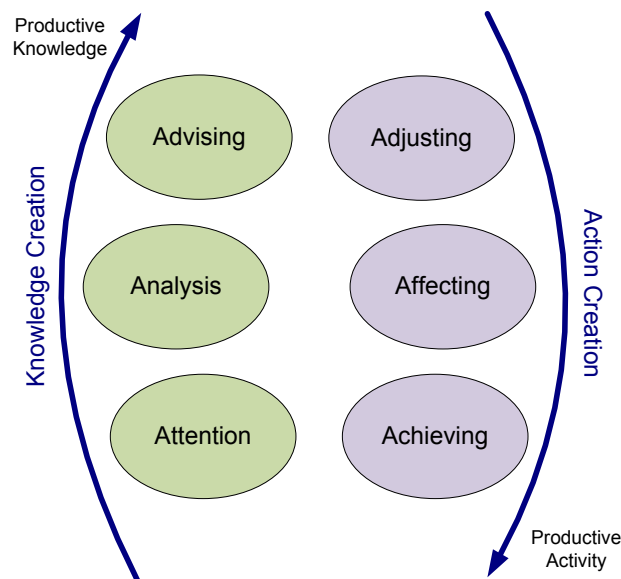 Productive
Knowledge
Advising
Adjusting
Knowledge Creation
Analysis
Affecting
Action Creation
Attention
Achieving
Productive
Activity